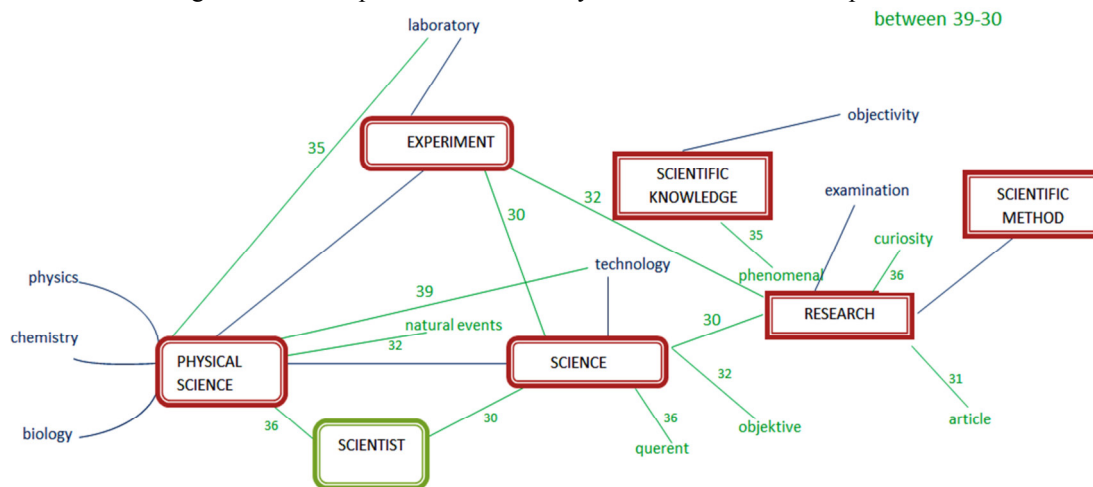 between 39-30
laboratory
objectivity
EXPERIMENT
35
SCIENTIFIC
KNOWLEDGE
examination
SCIENTIFIC
METHOD
32
30
35
curiosity
technology
phenomenal
36
physics
39
RESEARCH
natural events
30
chemistry
32
PHYSICAL
SCIENCE
SCIENCE
32
31
biology
36
30
36
objektive
article
SCIENTIST
querent